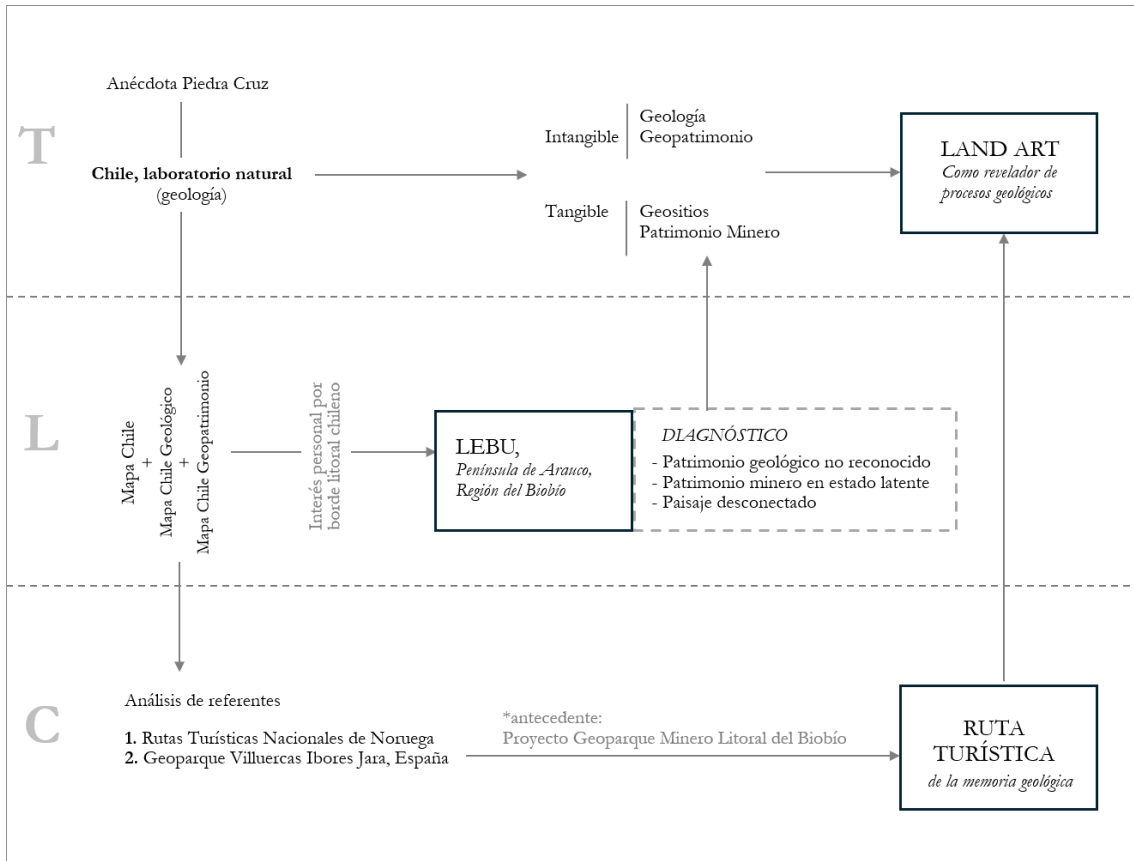 T
Anécdota Piedra Cruz
Chile, laboratorio natural
(geología)
Intangible
Geología
Geopatrimonio
Tangible
Geositios
Patrimonio Minero
LAND ART
Como revelador de
procesos geológicos
L
Mapa Chile
+
Mapa Chile Geológico
+
Mapa Chile Geopatrimonio
Interés personal por
borde litoral chileno
LEBU,
Península de Arauco,
Región del Biobío
DIAGNÓSTICO
- Patrimonio geológico no reconocido
- Patrimonio minero en estado latente
- Paisaje desconectado
C
Análisis de referentes
1. Rutas Turísticas Nacionales de Noruega
2. Geoparque Villuercas Ibores Jara, España
*antecedente:
Proyecto Geoparque Minero Litoral del Biobío
RUTA
TURÍSTICA
de la memoria geológica